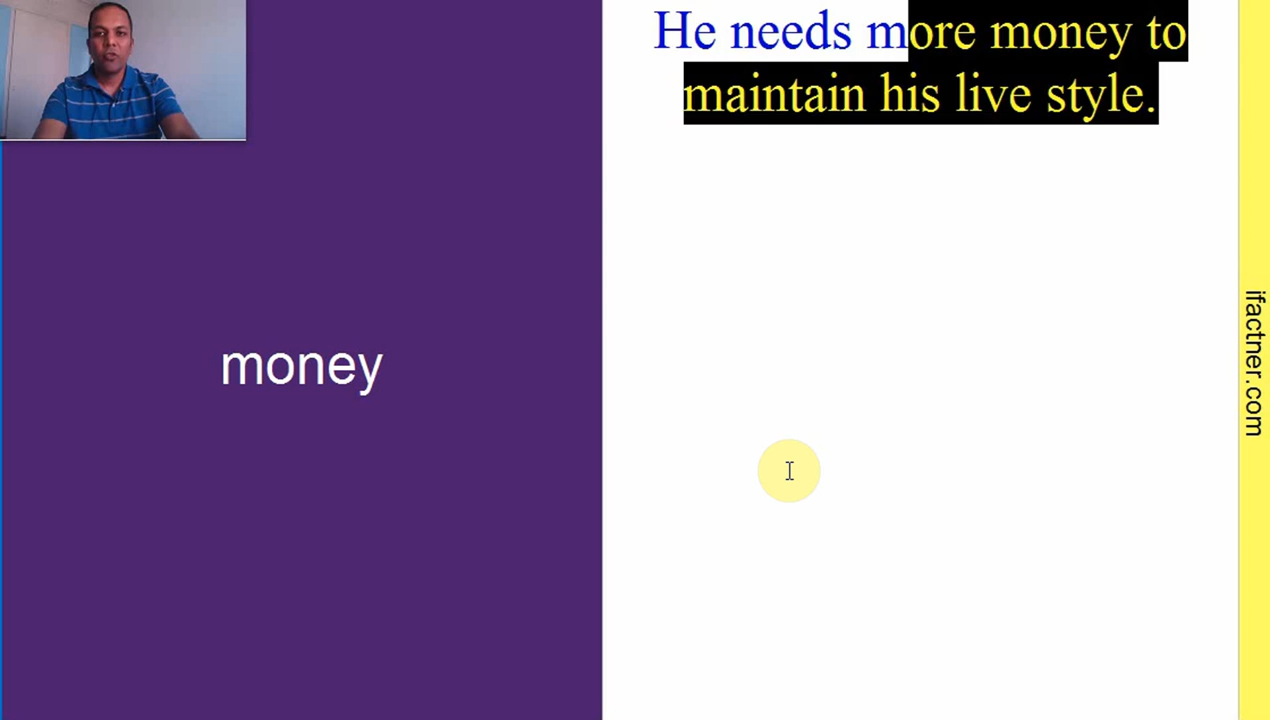 He needs more money to
maintain his live style.
money
ifactner.com